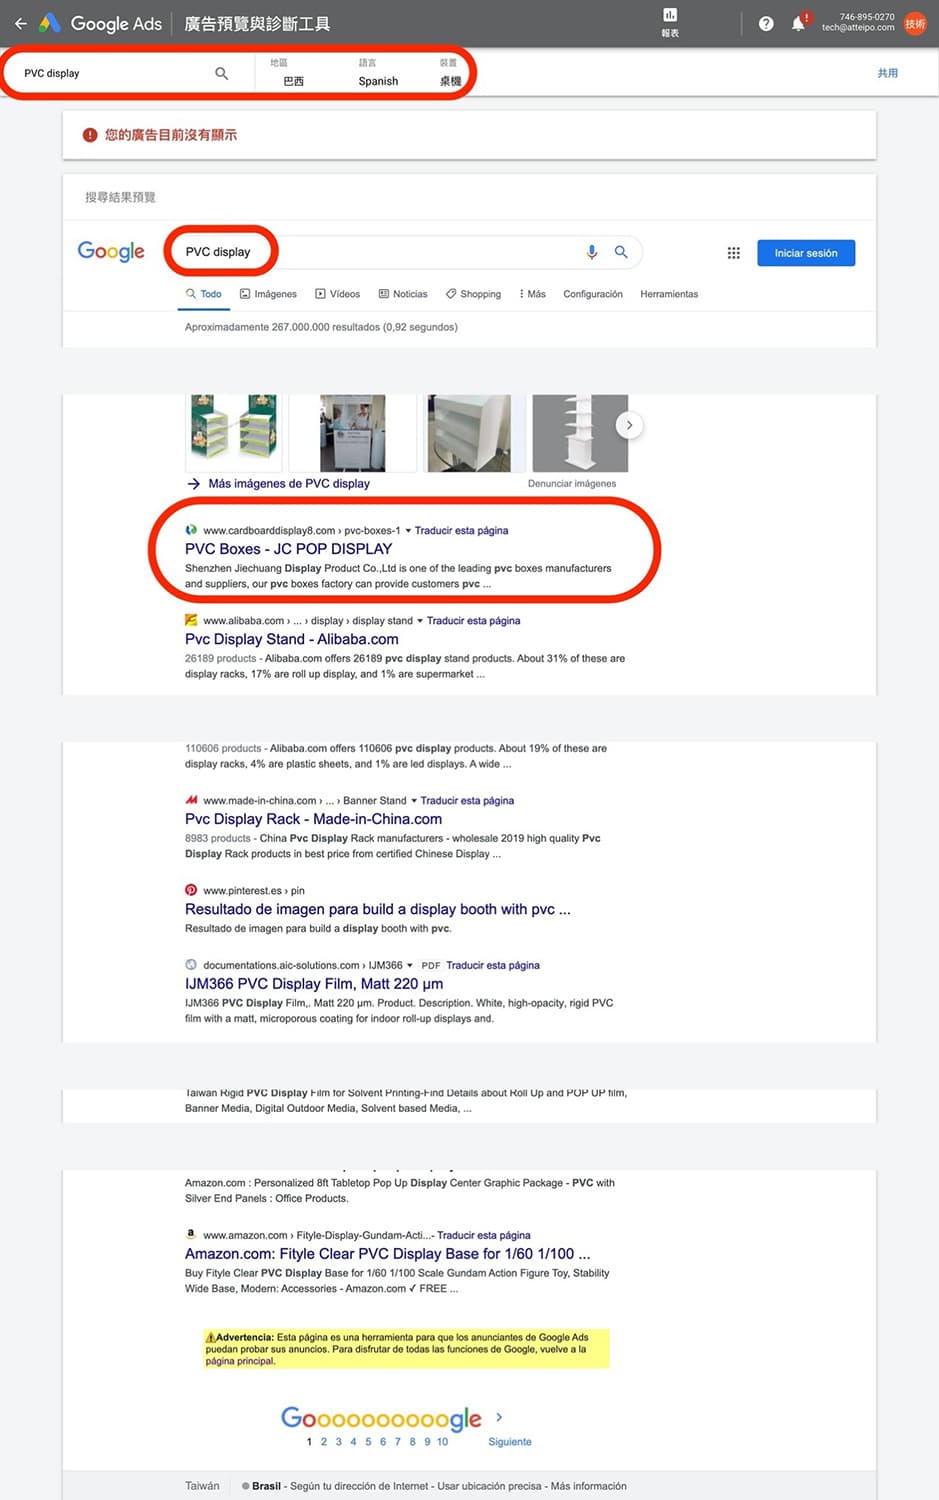 Google Ads 廣告預覽與診斷工具
報表
746-895-0270
tech@atteipo.com
技術
PVC display
地區
巴西
語言
Spanish
裝置
桌機
共用
您的廣告目前沒有顯示
搜尋結果預覽
Google
PVC display
Iniciar sesión
Todo Imágenes Vídeos Noticias Shopping Más Configuración Herramientas
Aproximadamente 267.000.000 resultados (0,92 segundos)
Más imágenes de PVC display
Denunciar imágenes
www.cardboarddisplay8.com › pvc-boxes-1 ▾ Traducir esta página
PVC Boxes - JC POP DISPLAY
Shenzhen Jiechuang Display Product Co.,Ltd is one of the leading pvc boxes manufacturers
and suppliers, our pvc boxes factory can provide customers pvc ...
www.alibaba.com › ... › display › display stand ▾ Traducir esta página
Pvc Display Stand - Alibaba.com
26189 products - Alibaba.com offers 26189 pvc display stand products. About 31% of these are
display racks, 17% are roll up display, and 1% are supermarket ...
110606 products - Alibaba.com offers 110606 pvc display products. About 19% of these are
display racks, 4% are plastic sheets, and 1% are led displays. A wide ...
www.made-in-china.com › ... › Banner Stand ▾ Traducir esta página
Pvc Display Rack - Made-in-China.com
8983 products - China Pvc Display Rack manufacturers - wholesale 2019 high quality Pvc
Display Rack products in best price from certified Chinese Display ...
www.pinterest.es › pin
Resultado de imagen para build a display booth with pvc ...
Resultado de imagen para build a display booth with pvc.
documentations.aic-solutions.com › IJM366 ▾ PDF Traducir esta página
IJM366 PVC Display Film, Matt 220 µm
IJM366 PVC Display Film,. Matt 220 µm. Product. Description. White, high-opacity, rigid PVC
film with a matt, microporous coating for indoor roll-up displays and.
Taiwan Rigid PVC Display Film for Solvent Printing-Find Details about Roll Up and POP UP film,
Banner Media, Digital Outdoor Media, Solvent based Media, ...
Amazon.com : Personalized 8ft Tabletop Pop Up Display Center Graphic Package - PVC with
Silver End Panels : Office Products.
www.amazon.com › Fityle-Display-Gundam-Acti...- Traducir esta página
Amazon.com: Fityle Clear PVC Display Base for 1/60 1/100 ...
Buy Fityle Clear PVC Display Base for 1/60 1/100 Scale Gundam Action Figure Toy, Stability
Wide Base, Modern: Accessories - Amazon.com ✓ FREE ...
Advertencia: Esta página es una herramienta para que los anunciantes de Google Ads
puedan probar sus anuncios. Para disfrutar de todas las funciones de Google, vuelve a la
página principal.
Goooooooooogle
1 2 3 4 5 6 7 8 9 10 Siguiente
Taiwán Brasil - Según tu dirección de Internet - Usar ubicación precisa - Más información